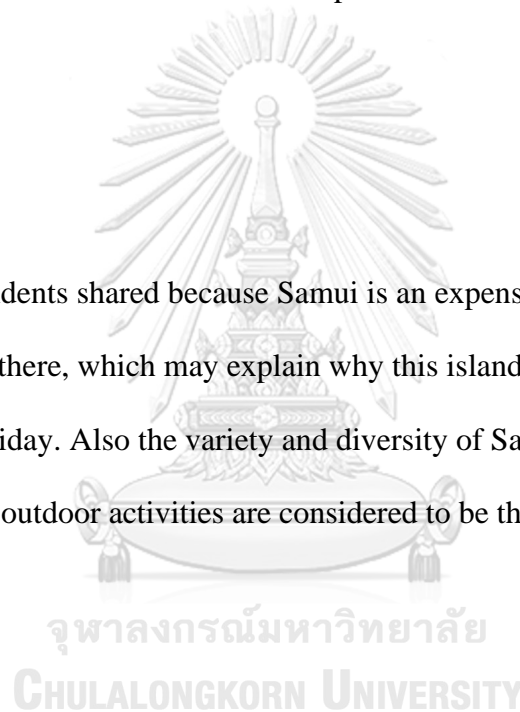 dents shared because Samui is an expens
there, which may explain why this island
iday. Also the variety and diversity of Sa
outdoor activities are considered to be th
จุฬาลงกรณ์มหาวิทยาลัย
CHULALONGKORN UNIVERSITY